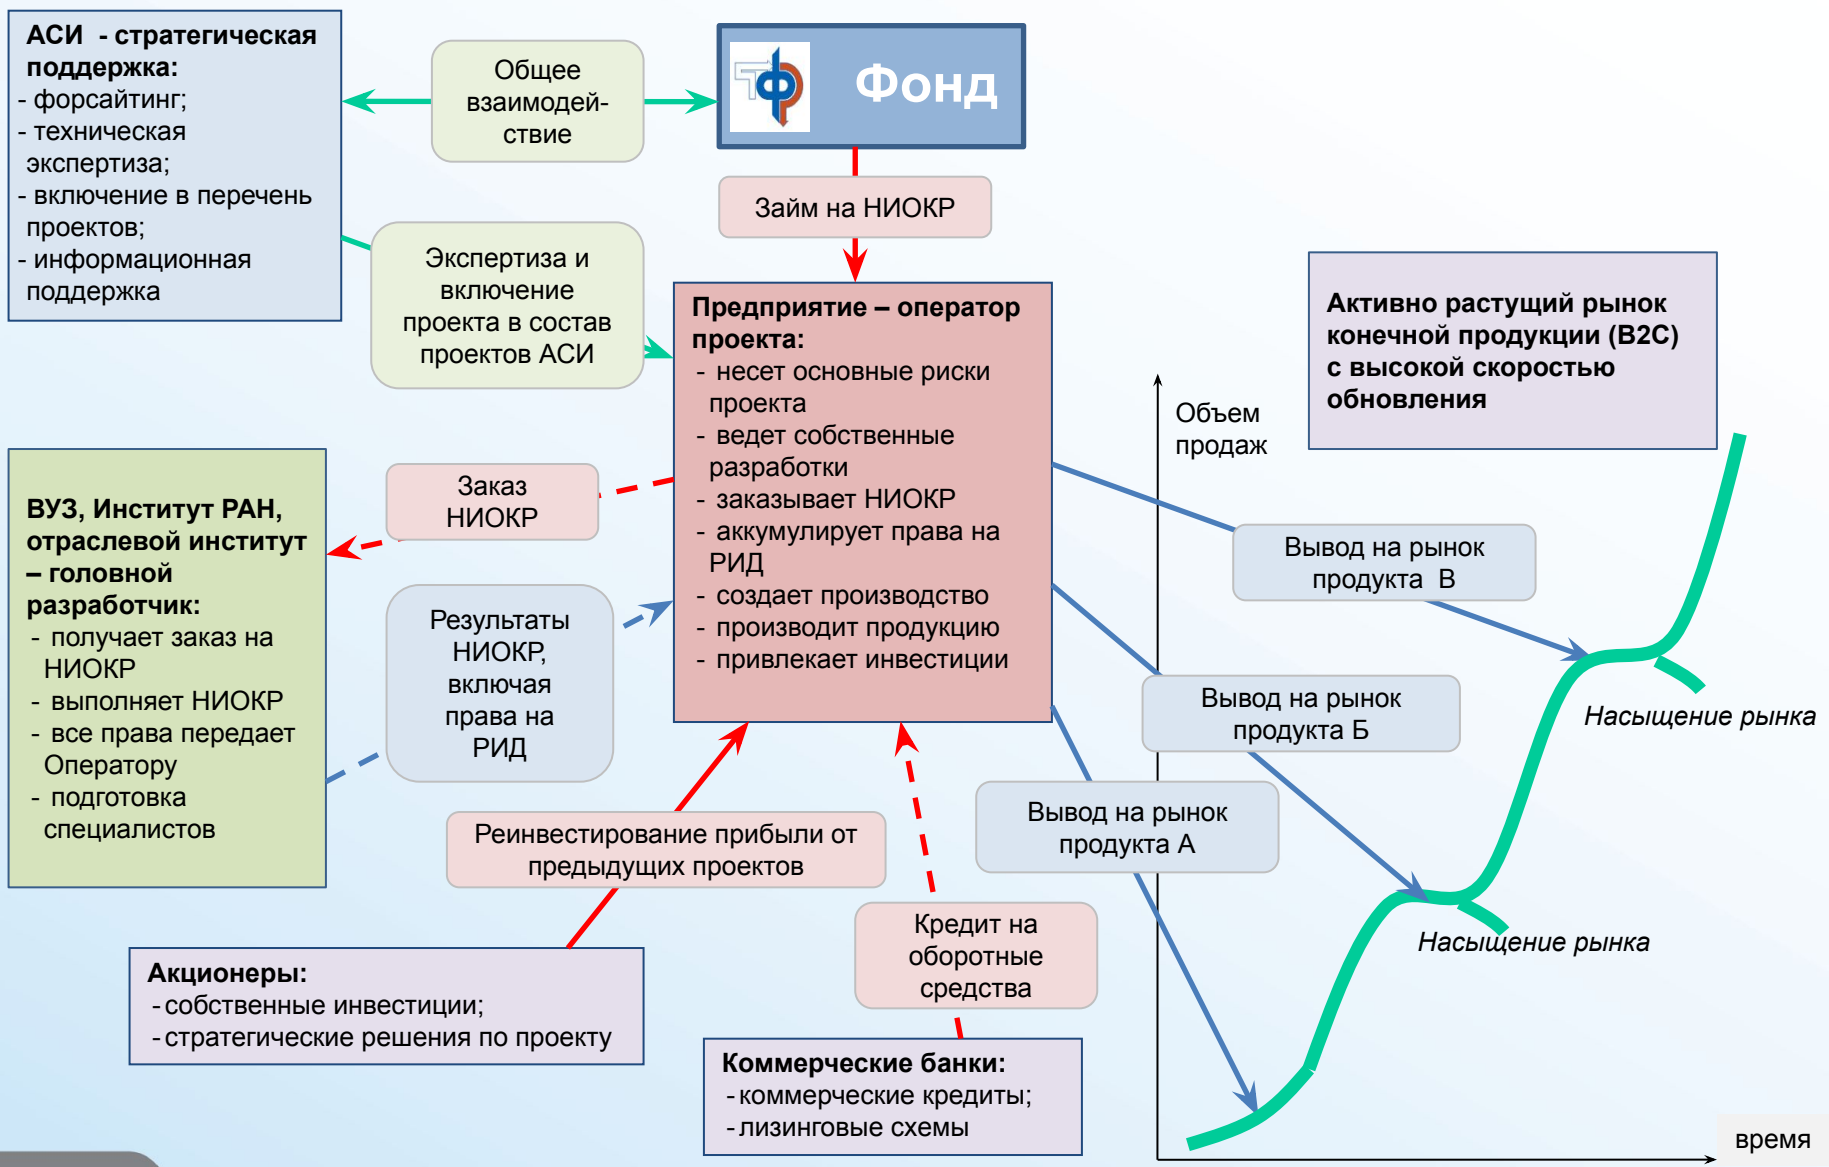 АСИ - стратегическая
поддержка:
- форсайтинг;
- техническая
экспертиза;
- включение в перечень
проектов;
- информационная
поддержка
Общее
взаимодей-
ствие
ТФР
Фонд
Займ на НИОКР
Экспертиза и
включение
проекта в состав
проектов АСИ
Предприятие – оператор
проекта:
- несет основные риски
проекта
- ведет собственные
разработки
- заказывает НИОКР
- аккумулирует права на
РИД
- создает производство
- производит продукцию
- привлекает инвестиции
Активно растущий рынок
конечной продукции (В2С)
с высокой скоростью
обновления
Объем
продаж
ВУЗ, Институт РАН,
отраслевой институт
– головной
разработчик:
- получает заказ на
НИОКР
- выполняет НИОКР
- все права передает
Оператору
- подготовка
специалистов
Заказ
НИОКР
Результаты
НИОКР,
включая
права на
РИД
Вывод на рынок
продукта В
Вывод на рынок
продукта Б
Вывод на рынок
продукта А
Насыщение рынка
Насыщение рынка
Реинвестирование прибыли от
предыдущих проектов
Кредит на
оборотные
средства
Акционеры:
- собственные инвестиции;
- стратегические решения по проекту
Коммерческие банки:
- коммерческие кредиты;
- лизинговые схемы
время